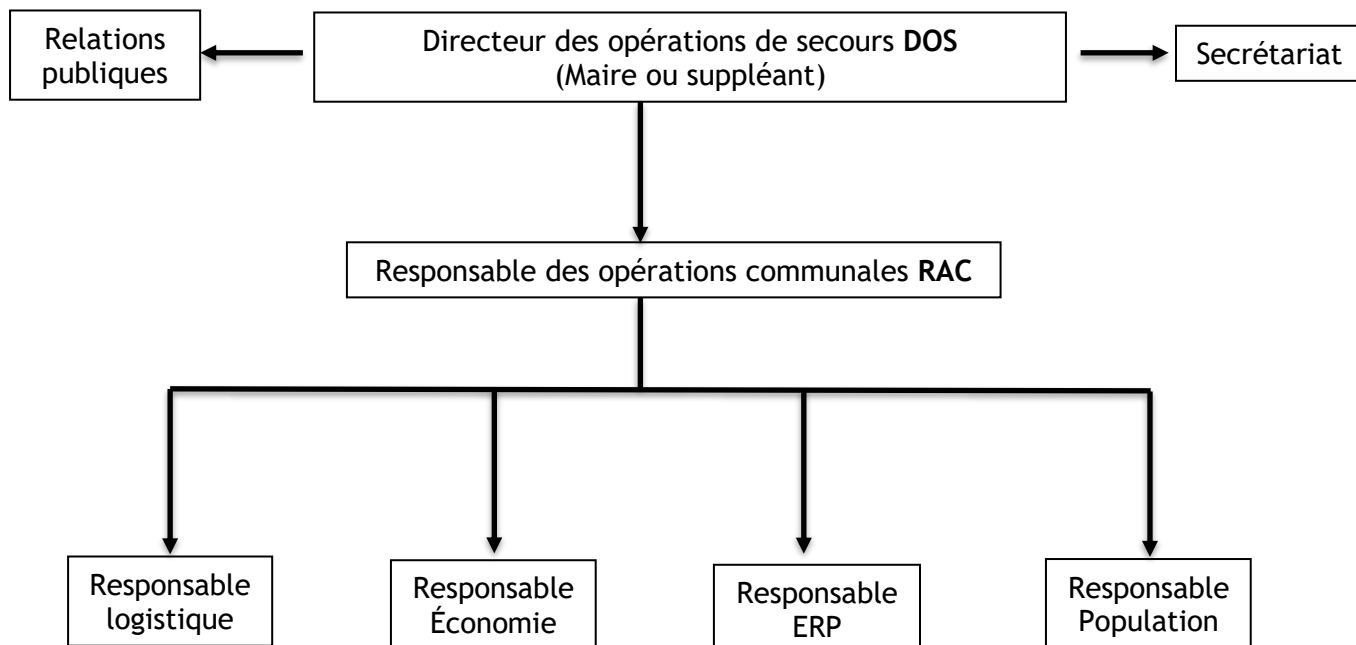 Relations
publiques
Directeur des opérations de secours DOS
(Maire ou suppléant)
Secrétariat
Responsable des opérations communales RAC
Responsable
logistique
Responsable
Économie
Responsable
ERP
Responsable
Population